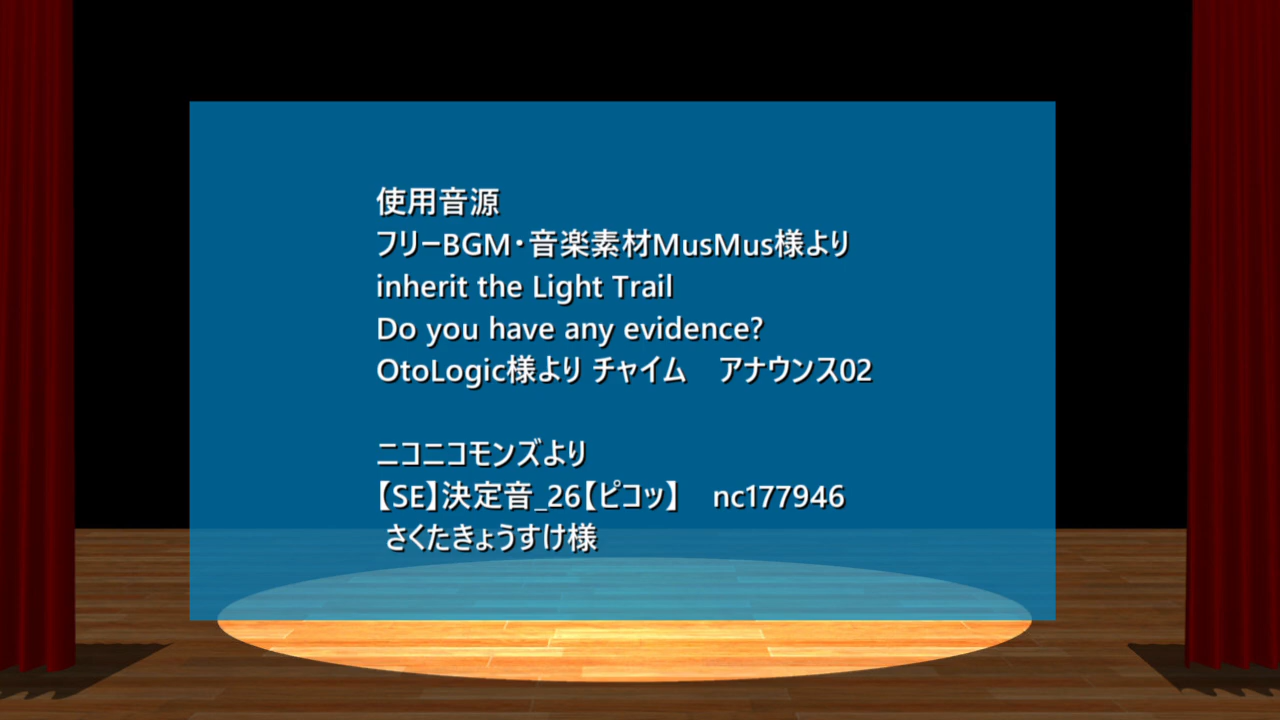 使用音源
フリーBGM・音楽素材MusMus様より
inherit the Light Trail
Do you have any evidence?
OtoLogic様より チャイム　アナウンス02
ニコニコモンズより
【SE】決定音_26【ピコッ】　nc177946
さくたきょうすけ様